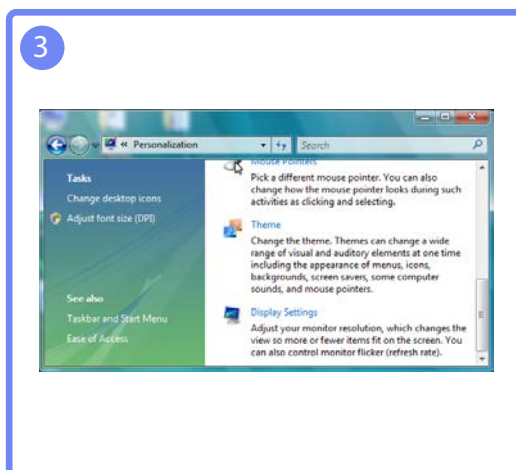 3
« Personalization
Search
Tasks
Change desktop icons
Adjust font size (DPI)
See also
Taskbar and Start Menu
Ease of Access
Mouse Pointers
Pick a different mouse pointer. You can also
change how the mouse pointer looks during such
activities as clicking and selecting.
Theme
Change the theme. Themes can change a wide
range of visual and auditory elements at one time
including the appearance of menus, icons,
backgrounds, screen savers, some computer
sounds, and mouse pointers.
Display Settings
Adjust your monitor resolution, which changes the
view so more or fewer items fit on the screen. You
can also control monitor flicker (refresh rate).